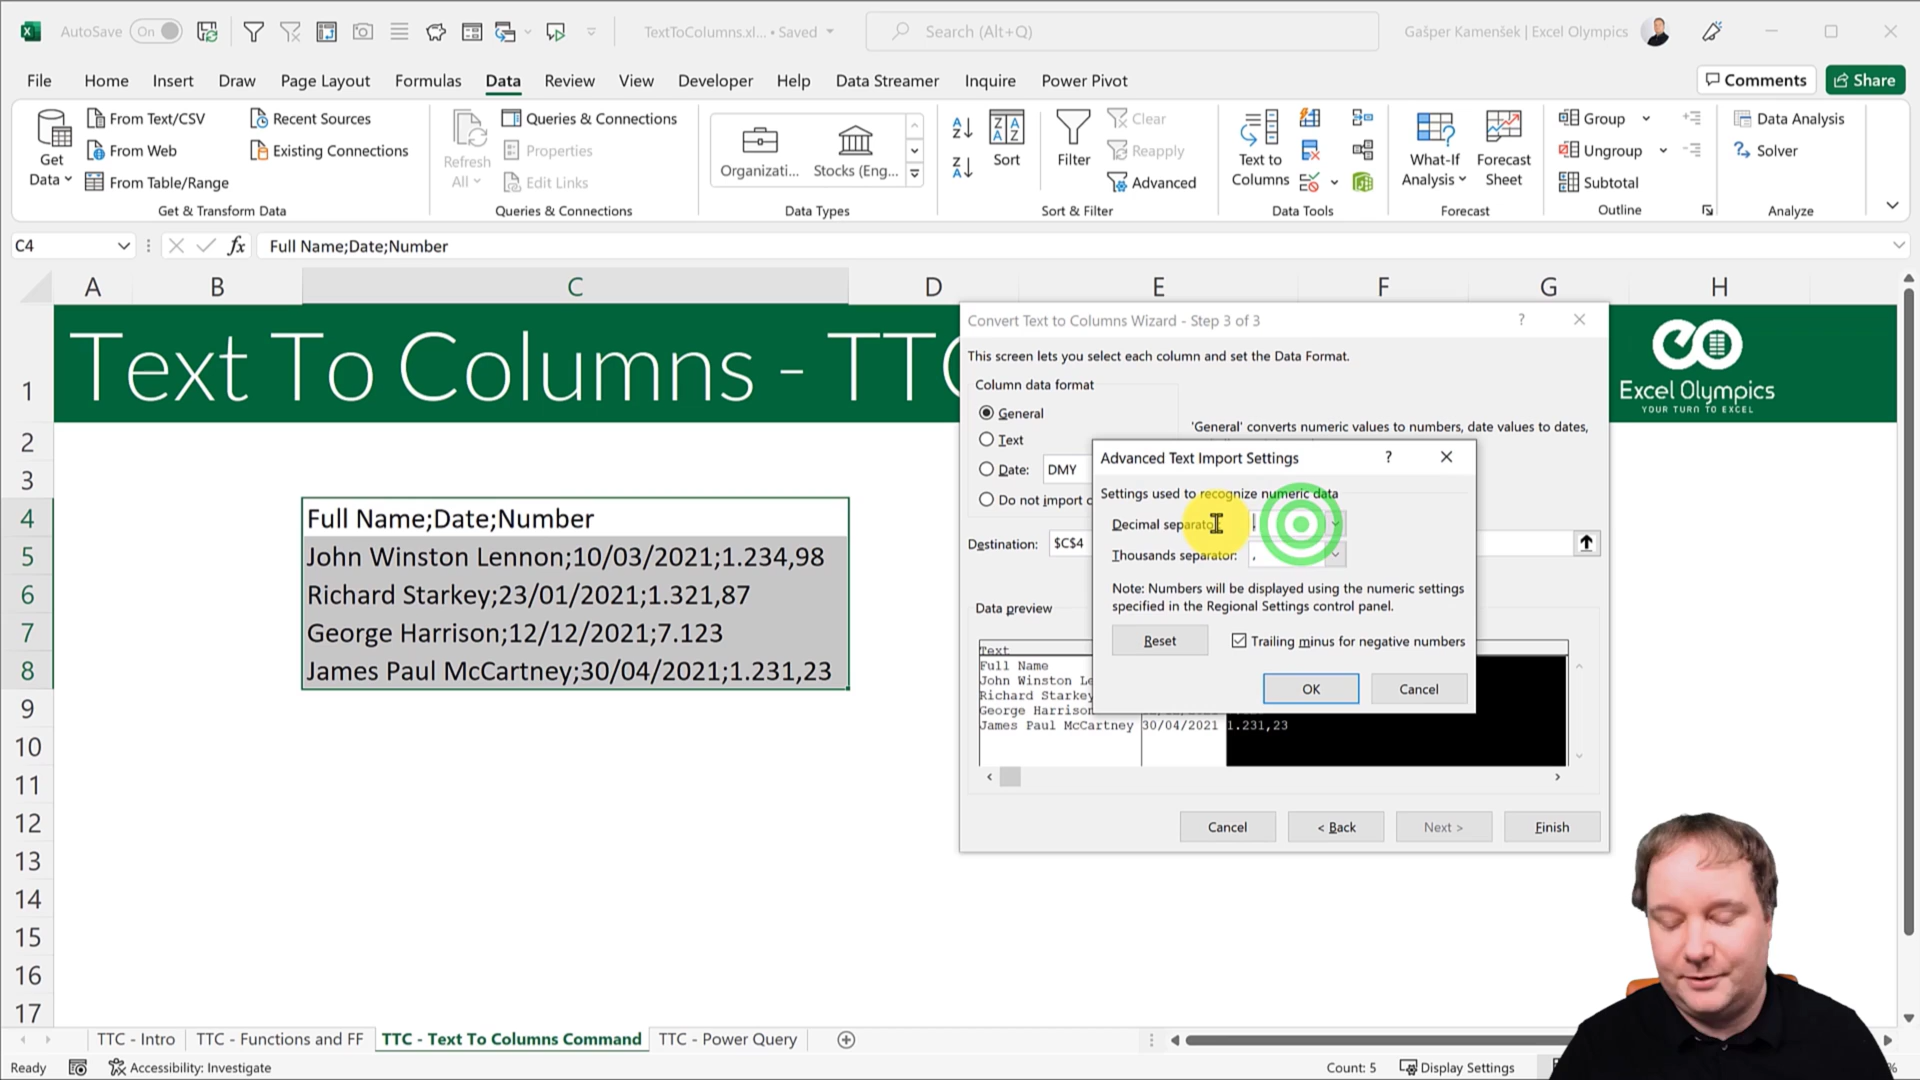 AutoSave On TextToColumns.xl... • Saved Search (Alt+Q) Gašper Kamenšek | Excel Olympics
File Home Insert Draw Page Layout Formulas Data Review View Developer Help Data Streamer Inquire Power Pivot Comments Share
Get Data
From Text/CSV
From Web
From Table/Range
Recent Sources
Existing Connections
Get & Transform Data
Refresh All
Queries & Connections
Properties
Edit Links
Queries & Connections
Organizati... Stocks (Eng...
Data Types
Sort
Filter
Clear
Reapply
Advanced
Sort & Filter
Text to Columns
Data Tools
What-If Analysis
Forecast Sheet
Forecast
Group
Ungroup
Subtotal
Outline
Data Analysis
Solver
Analyze
C4 fx Full Name;Date;Number
A B C D E F G H
1 Text To Columns - TTC
Excel Olympics
YOUR TURN TO EXCEL
2
3
4 Full Name;Date;Number
5 John Winston Lennon;10/03/2021;1.234,98
6 Richard Starkey;23/01/2021;1.321,87
7 George Harrison;12/12/2021;7.123
8 James Paul McCartney;30/04/2021;1.231,23
9
10
11
12
13
14
15
16
17
Convert Text to Columns Wizard - Step 3 of 3 ?
This screen lets you select each column and set the Data Format.
Column data format
General
Text
Date: DMY
Do not import c
'General' converts numeric values to numbers, date values to dates,
Destination: $C$4
Data preview
Text
Full Name
John Winston Le
Richard Starkey
George Harrison
James Paul McCartney 30/04/2021 1.231,23
Cancel < Back Next > Finish
Advanced Text Import Settings ?
Settings used to recognize numeric data
Decimal separator
Thousands separator: ,
Note: Numbers will be displayed using the numeric settings
specified in the Regional Settings control panel.
Reset Trailing minus for negative numbers
OK Cancel
TTC - Intro TTC - Functions and FF TTC - Text To Columns Command TTC - Power Query
Ready Accessibility: Investigate Count: 5 Display Settings